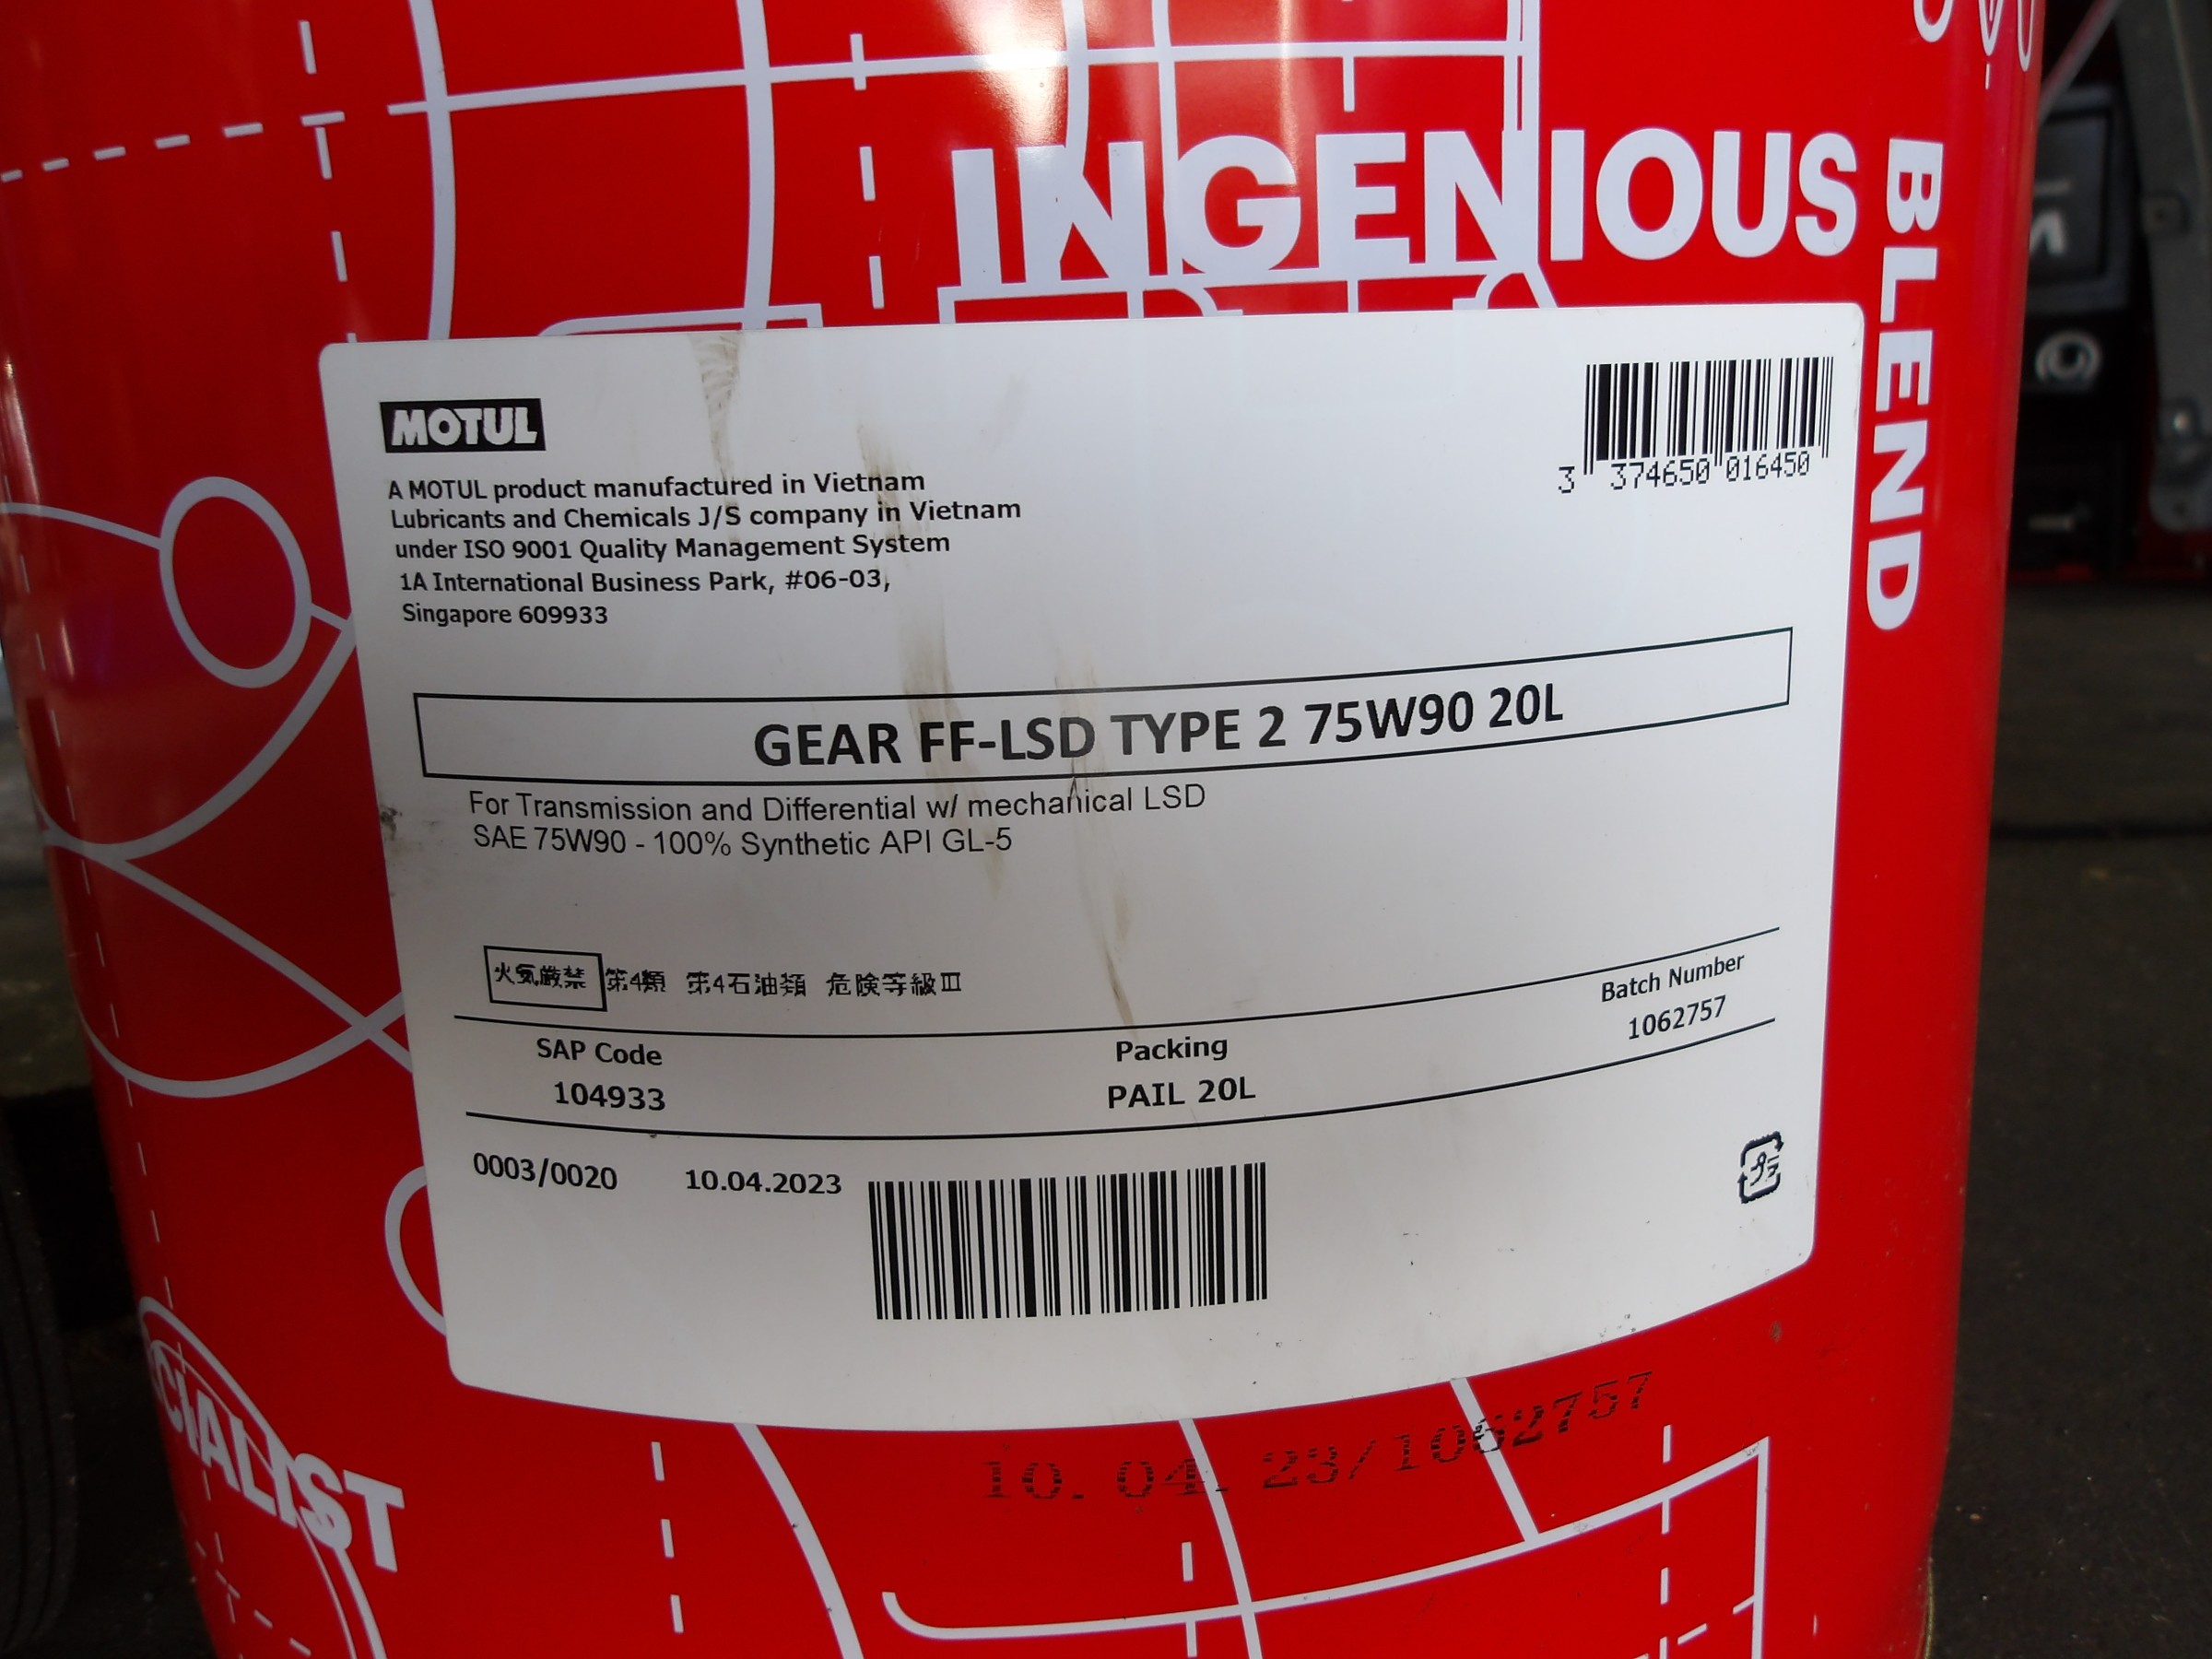 INGENIOUS
BLEND
MOTUL
A MOTUL product manufactured in Vietnam
Lubricants and Chemicals J/S company in Vietnam
under ISO 9001 Quality Management System
1A International Business Park, #06-03,
Singapore 609933
3 374650 016450
GEAR FF-LSD TYPE 2 75W90 20L
For Transmission and Differential w/ mechanical LSD
SAE 75W90 - 100% Synthetic API GL-5
火気厳禁 第4類 第4石油類 危険等級Ⅲ
Batch Number
1062757
SAP Code
Packing
104933
PAIL 20L
0003/0020 10.04.2023
プラ
CIALIST
10. 04. 23/1062757